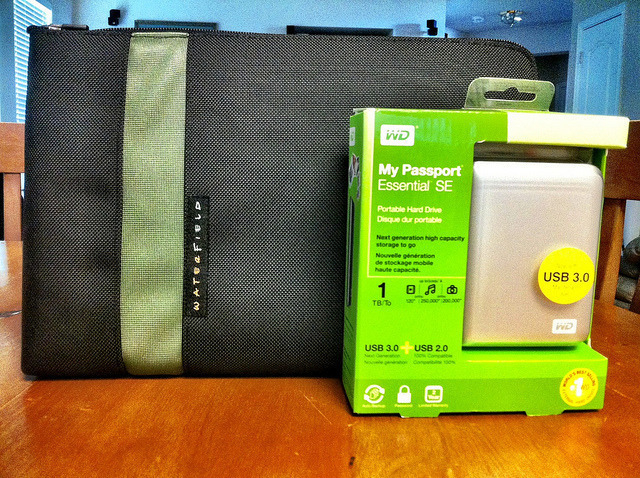 WATERFIELD
WD
My Passport
Essential SE
Portable Hard Drive
Disque dur portable
Next generation high capacity
storage to go
Nouvelle génération
de stockage mobile
haute capacité.
1
TB/To
USB 3.0 + USB 2.0
USB 3.0
WD
#1